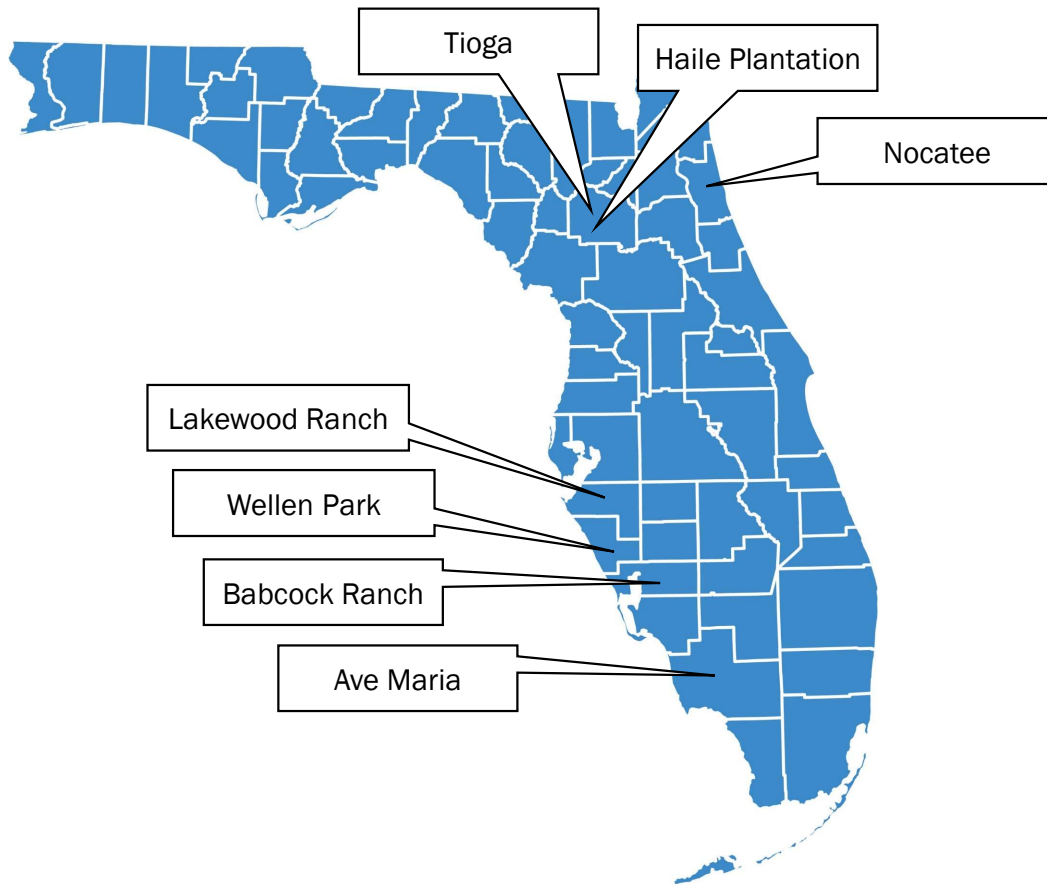 Tioga
Haile Plantation
Nocatee
Lakewood Ranch
Wellen Park
Babcock Ranch
Ave Maria